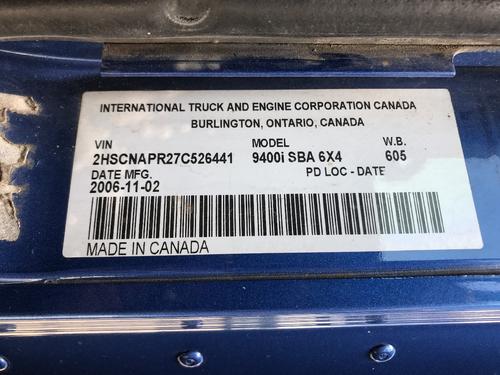 INTERNATIONAL TRUCK AND ENGINE CORPORATION CANADA
BURLINGTON, ONTARIO, CANADA
VIN MODEL W.B.
2HSCNAPR27C526441 9400i SBA 6X4 605
DATE MFG. PD LOC - DATE
2006-11-02
MADE IN CANADA